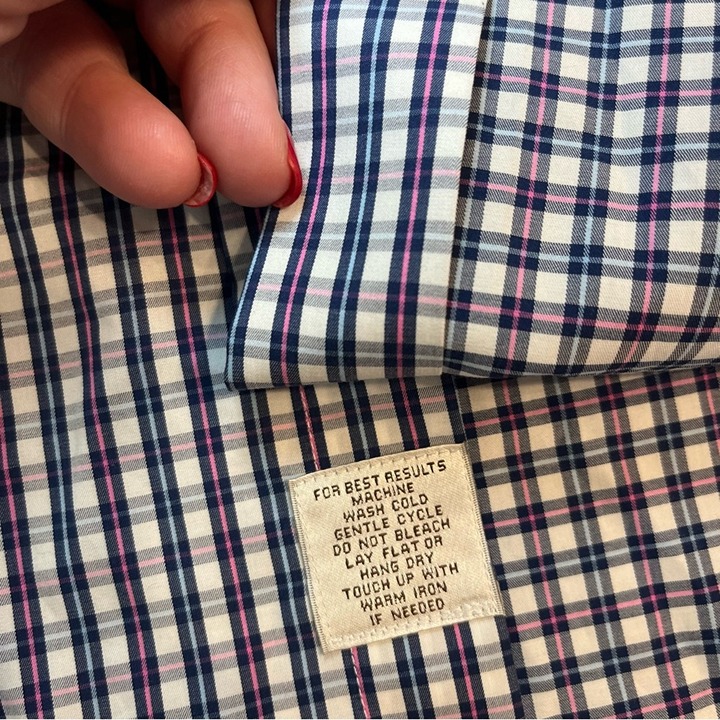 FOR BEST RESULTS
MACHINE
WASH COLD
GENTLE CYCLE
DO NOT BLEACH
LAY FLAT OR
HANG DRY
TOUCH UP WITH
WARM IRON
IF NEEDED